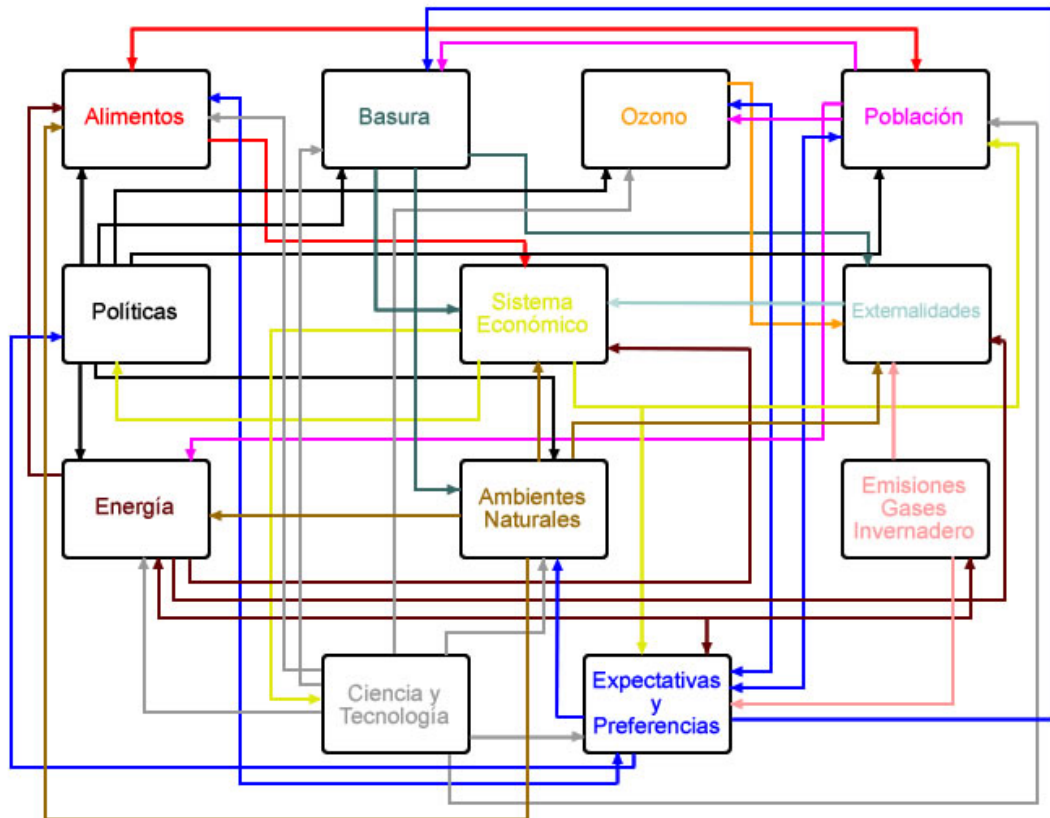 Alimentos
Basura
Ozono
Población
Políticas
Sistema
Económico
Externalidades
Energía
Ambientes
Naturales
Emisiones
Gases
Invernadero
Ciencia y
Tecnología
Expectativas
y
Preferencias